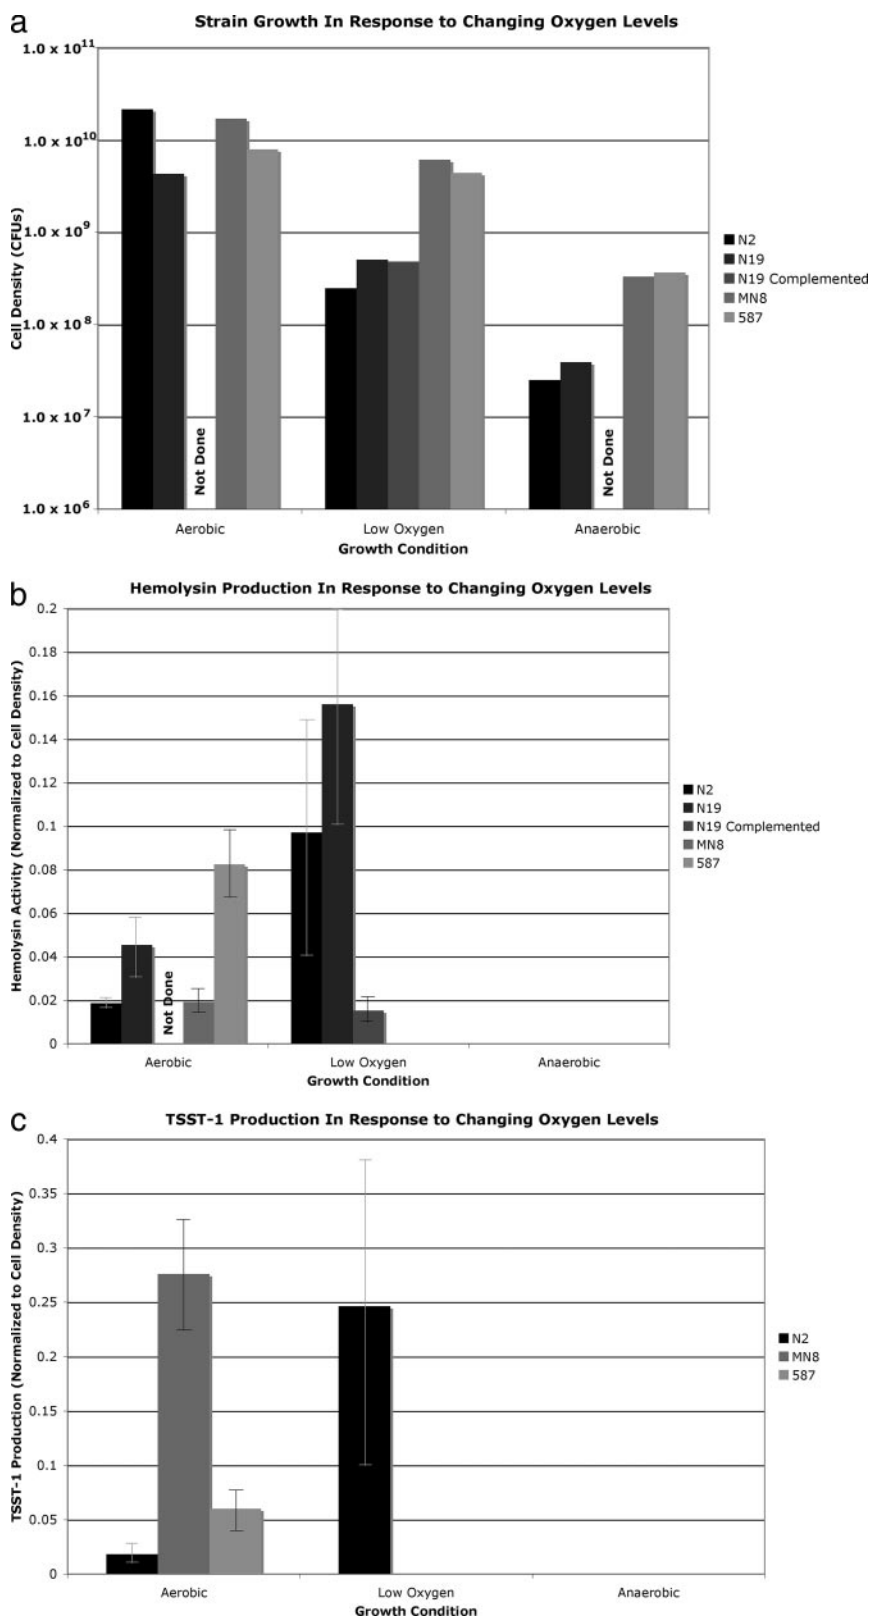 a
Strain Growth In Response to Changing Oxygen Levels
1.0 x 10¹¹
1.0 x 10¹⁰
1.0 x 10⁹
1.0 x 10⁸
1.0 x 10⁷
1.0 x 10⁶
Cell Density (CFUs)
Not Done
Not Done
Aerobic
Low Oxygen
Anaerobic
Growth Condition
N2
N19
N19 Complemented
MN8
587
b
Hemolysin Production In Response to Changing Oxygen Levels
0.2
0.18
0.16
0.14
0.12
0.1
0.08
0.06
0.04
0.02
0
Hemolysin Activity (Normalized to Cell Density)
Not Done
Aerobic
Low Oxygen
Anaerobic
Growth Condition
N2
N19
N19 Complemented
MN8
587
c
TSST-1 Production In Response to Changing Oxygen Levels
0.4
0.35
0.3
0.25
0.2
0.15
0.1
0.05
0
TSST-1 Production (Normalized to Cell Density)
Aerobic
Low Oxygen
Anaerobic
Growth Condition
N2
MN8
587